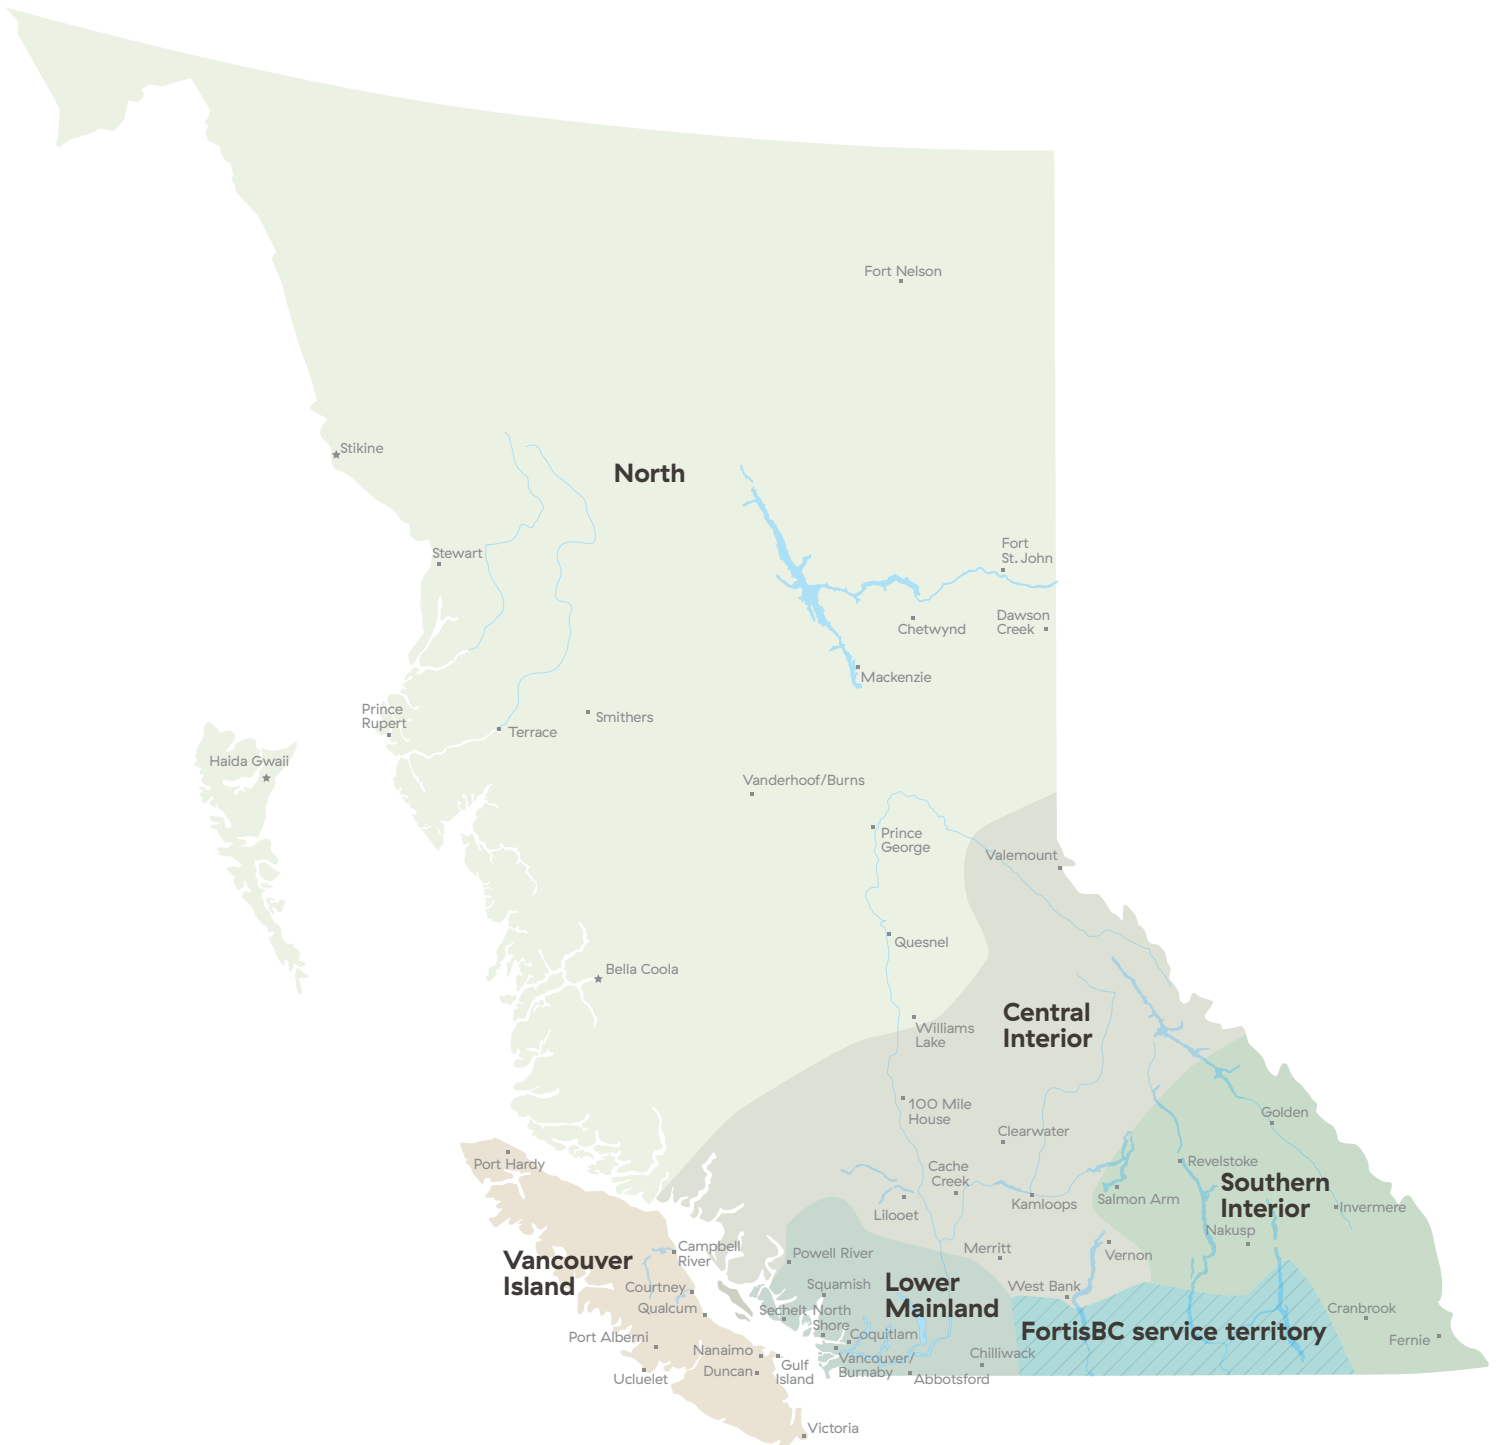 Fort Nelson
Stikine
North
Stewart
Fort
St. John
Dawson
Creek
Chetwynd
Mackenzie
Prince
Rupert
Terrace
Smithers
Haida Gwaii
Vanderhoof/Burns
Prince
George
Valemount
Quesnel
Bella Coola
Central
Interior
Williams
Lake
100 Mile
House
Clearwater
Golden
Port Hardy
Cache
Creek
Revelstoke
Southern
Interior
Salmon Arm
Kamloops
Lilooet
Invermere
Nakusp
Vancouver
Island
Campbell
River
Powell River
Merritt
Vernon
Courtney
Squamish
Lower
Mainland
West Bank
Qualcum
Sechelt
North
Shore
Cranbrook
FortisBC service territory
Port Alberni
Coquitlam
Fernie
Nanaimo
Vancouver/
Burnaby
Chilliwack
Duncan
Gulf
Island
Ucluelet
Abbotsford
Victoria